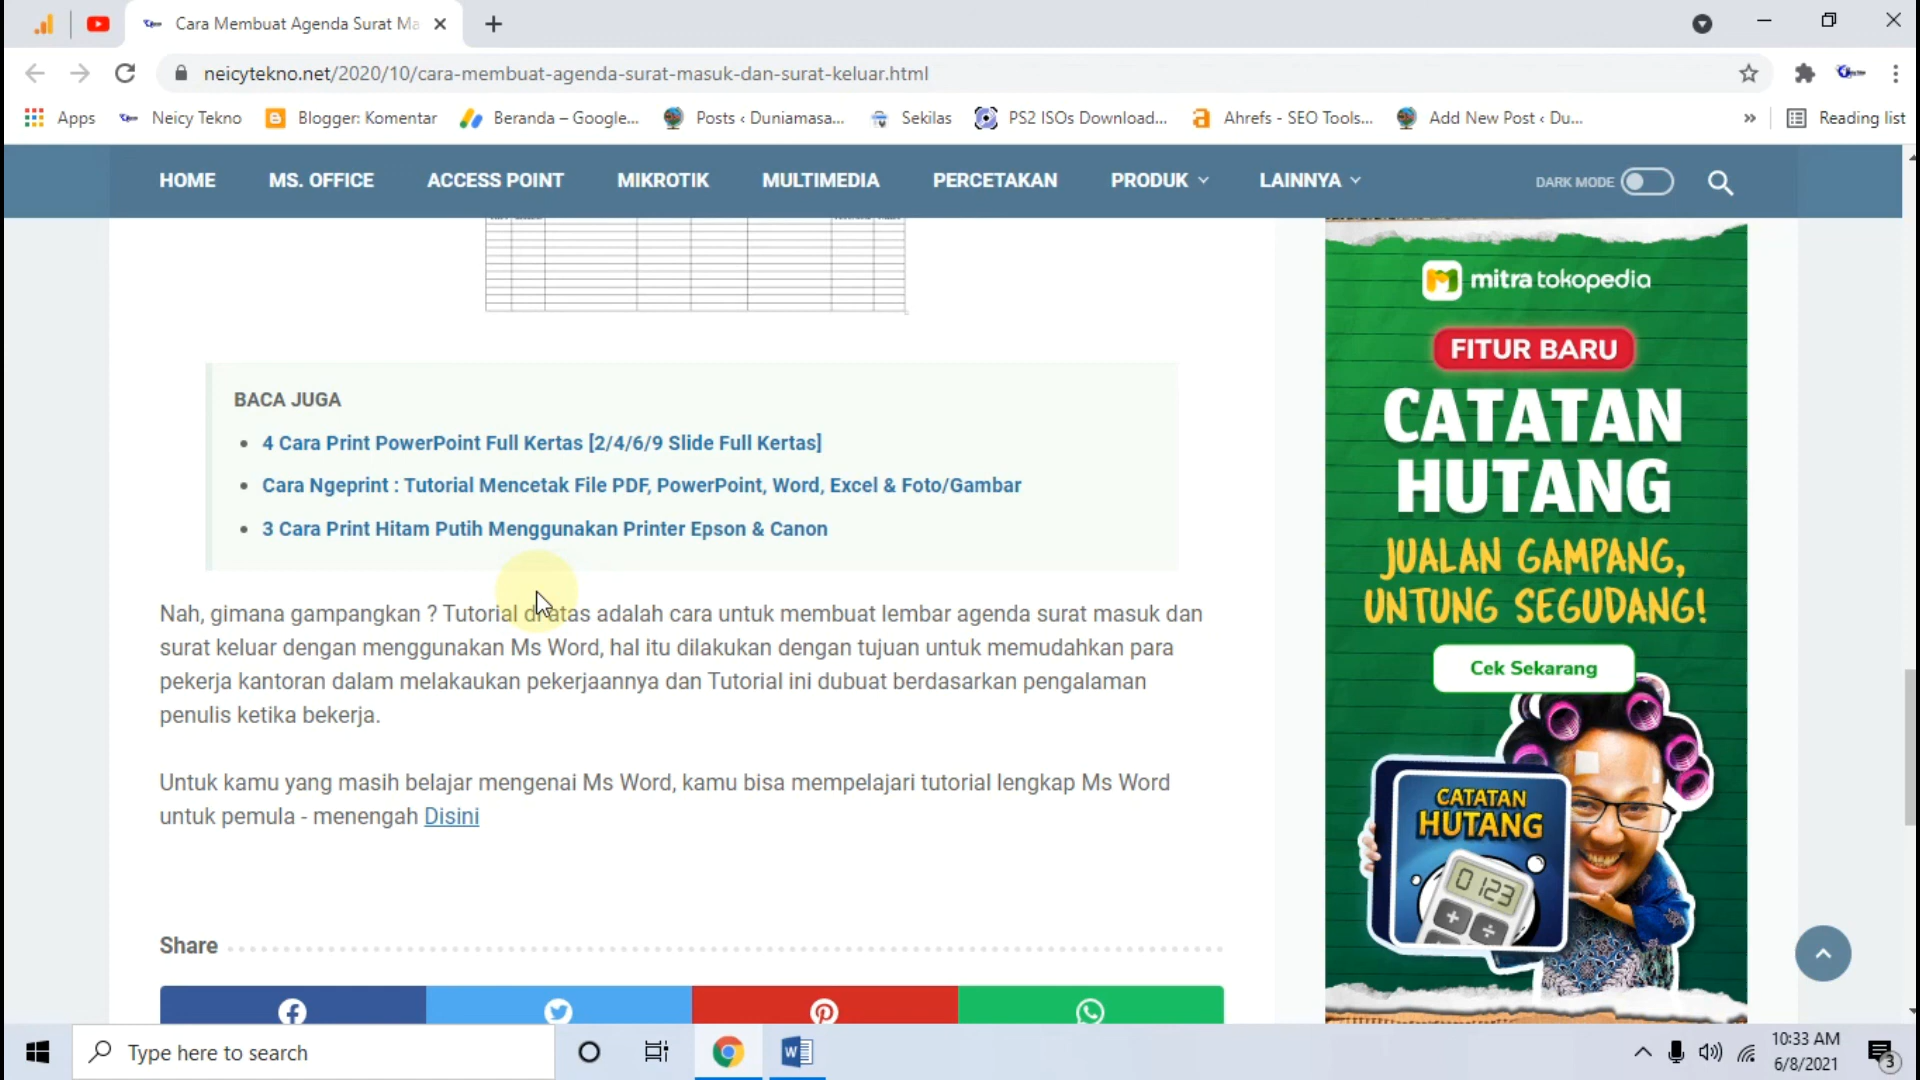 Cara Membuat Agenda Surat Ma
neicytekno.net/2020/10/cara-membuat-agenda-surat-masuk-dan-surat-keluar.html
Apps Neicy Tekno Blogger: Komentar Beranda – Google... Posts ‹ Duniamasa... Sekilas PS2 ISOs Download... Ahrefs - SEO Tools... Add New Post ‹ Du... » Reading list
HOME MS. OFFICE ACCESS POINT MIKROTIK MULTIMEDIA PERCETAKAN PRODUK LAINNYA DARK MODE
BACA JUGA
4 Cara Print PowerPoint Full Kertas [2/4/6/9 Slide Full Kertas]
Cara Ngeprint : Tutorial Mencetak File PDF, PowerPoint, Word, Excel & Foto/Gambar
3 Cara Print Hitam Putih Menggunakan Printer Epson & Canon
Nah, gimana gampangkan ? Tutorial di atas adalah cara untuk membuat lembar agenda surat masuk dan
surat keluar dengan menggunakan Ms Word, hal itu dilakukan dengan tujuan untuk memudahkan para
pekerja kantoran dalam melakaukan pekerjaannya dan Tutorial ini dubuat berdasarkan pengalaman
penulis ketika bekerja.
Untuk kamu yang masih belajar mengenai Ms Word, kamu bisa mempelajari tutorial lengkap Ms Word
untuk pemula - menengah Disini
Share
mitra tokopedia
FITUR BARU
CATATAN
HUTANG
JUALAN GAMPANG,
UNTUNG SEGUDANG!
Cek Sekarang
CATATAN
HUTANG
0123
Type here to search
W
10:33 AM
6/8/2021
3